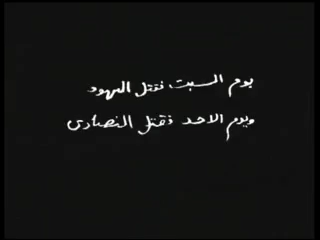 يوم السبت نقتل اليهود
ويوم الاحد نقتل النصارى